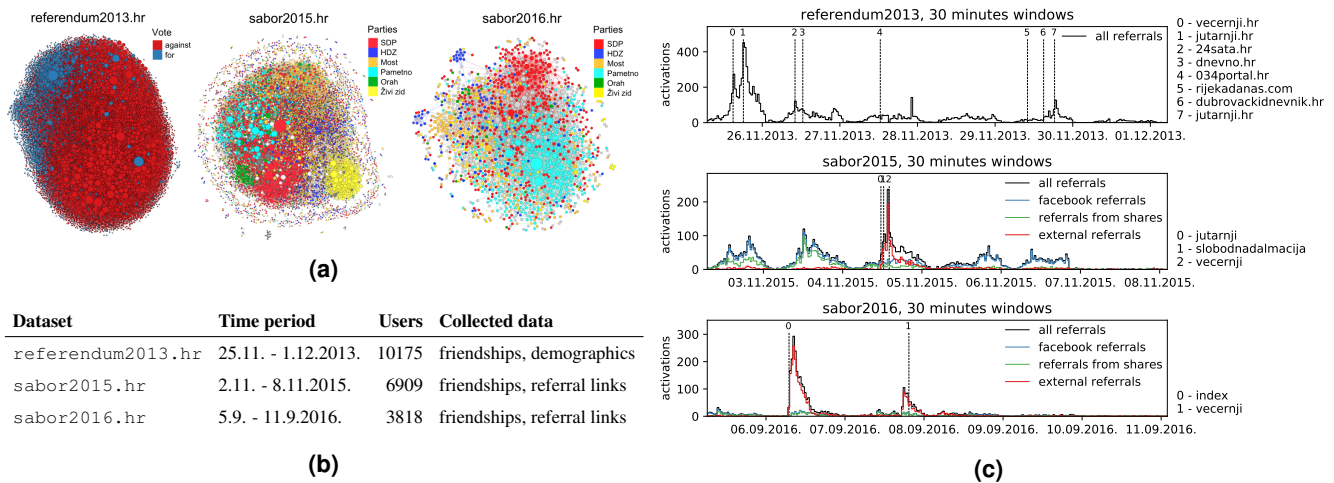 referendum2013.hr
Vote
against
for
sabor2015.hr
Parties
SDP
HDZ
Most
Pametno
Orah
Živi zid
sabor2016.hr
Parties
SDP
HDZ
Most
Pametno
Orah
Živi zid
(a)
Dataset Time period Users Collected data
referendum2013.hr 25.11. - 1.12.2013. 10175 friendships, demographics
sabor2015.hr 2.11. - 8.11.2015. 6909 friendships, referral links
sabor2016.hr 5.9. - 11.9.2016. 3818 friendships, referral links
(b)
referendum2013, 30 minutes windows
0 1 2 3 4 5 6 7
all referrals
activations
400
200
0
26.11.2013. 27.11.2013. 28.11.2013. 29.11.2013. 30.11.2013. 01.12.2013.
0 - vecernji.hr
1 - jutarnji.hr
2 - 24sata.hr
3 - dnevno.hr
4 - 034portal.hr
5 - rijekadanas.com
6 - dubrovackidnevnik.hr
7 - jutarnji.hr
sabor2015, 30 minutes windows
0 1 2
all referrals
facebook referrals
referrals from shares
external referrals
activations
200
100
0
03.11.2015. 04.11.2015. 05.11.2015. 06.11.2015. 07.11.2015. 08.11.2015.
0 - jutarnji
1 - slobodnadalmacija
2 - vecernji
sabor2016, 30 minutes windows
0 1
all referrals
facebook referrals
referrals from shares
external referrals
activations
300
200
100
0
06.09.2016. 07.09.2016. 08.09.2016. 09.09.2016. 10.09.2016. 11.09.2016.
0 - index
1 - vecernji
(c)